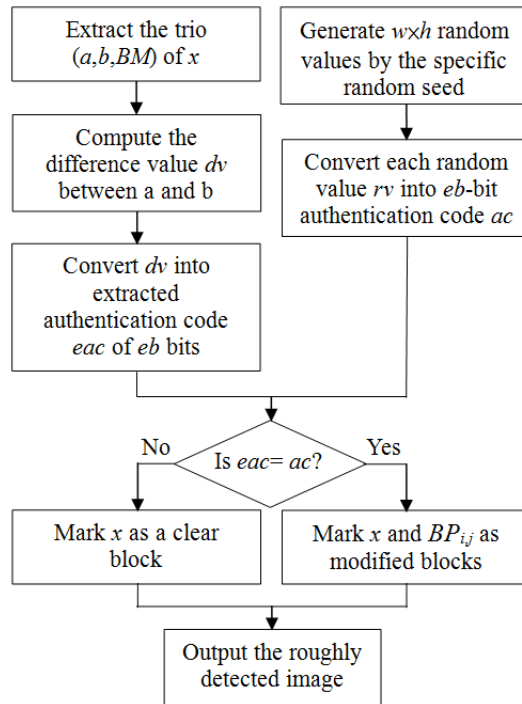 Extract the trio
(a,b,BM) of x
Generate w×h random
values by the specific
random seed
Compute the
difference value dv
between a and b
Convert each random
value rv into eb-bit
authentication code ac
Convert dv into
extracted
authentication code
eac of eb bits
No
Is eac= ac?
Yes
Mark x as a clear
block
Mark x and BPi,j as
modified blocks
Output the roughly
detected image